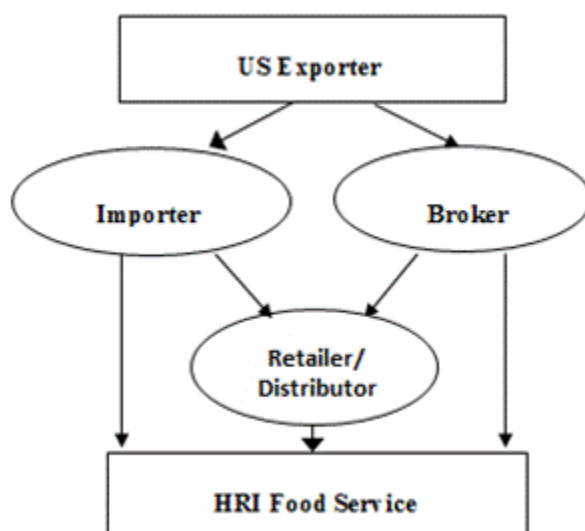 US Exporter
Importer
Broker
Retailer/
Distributor
HRI Food Service